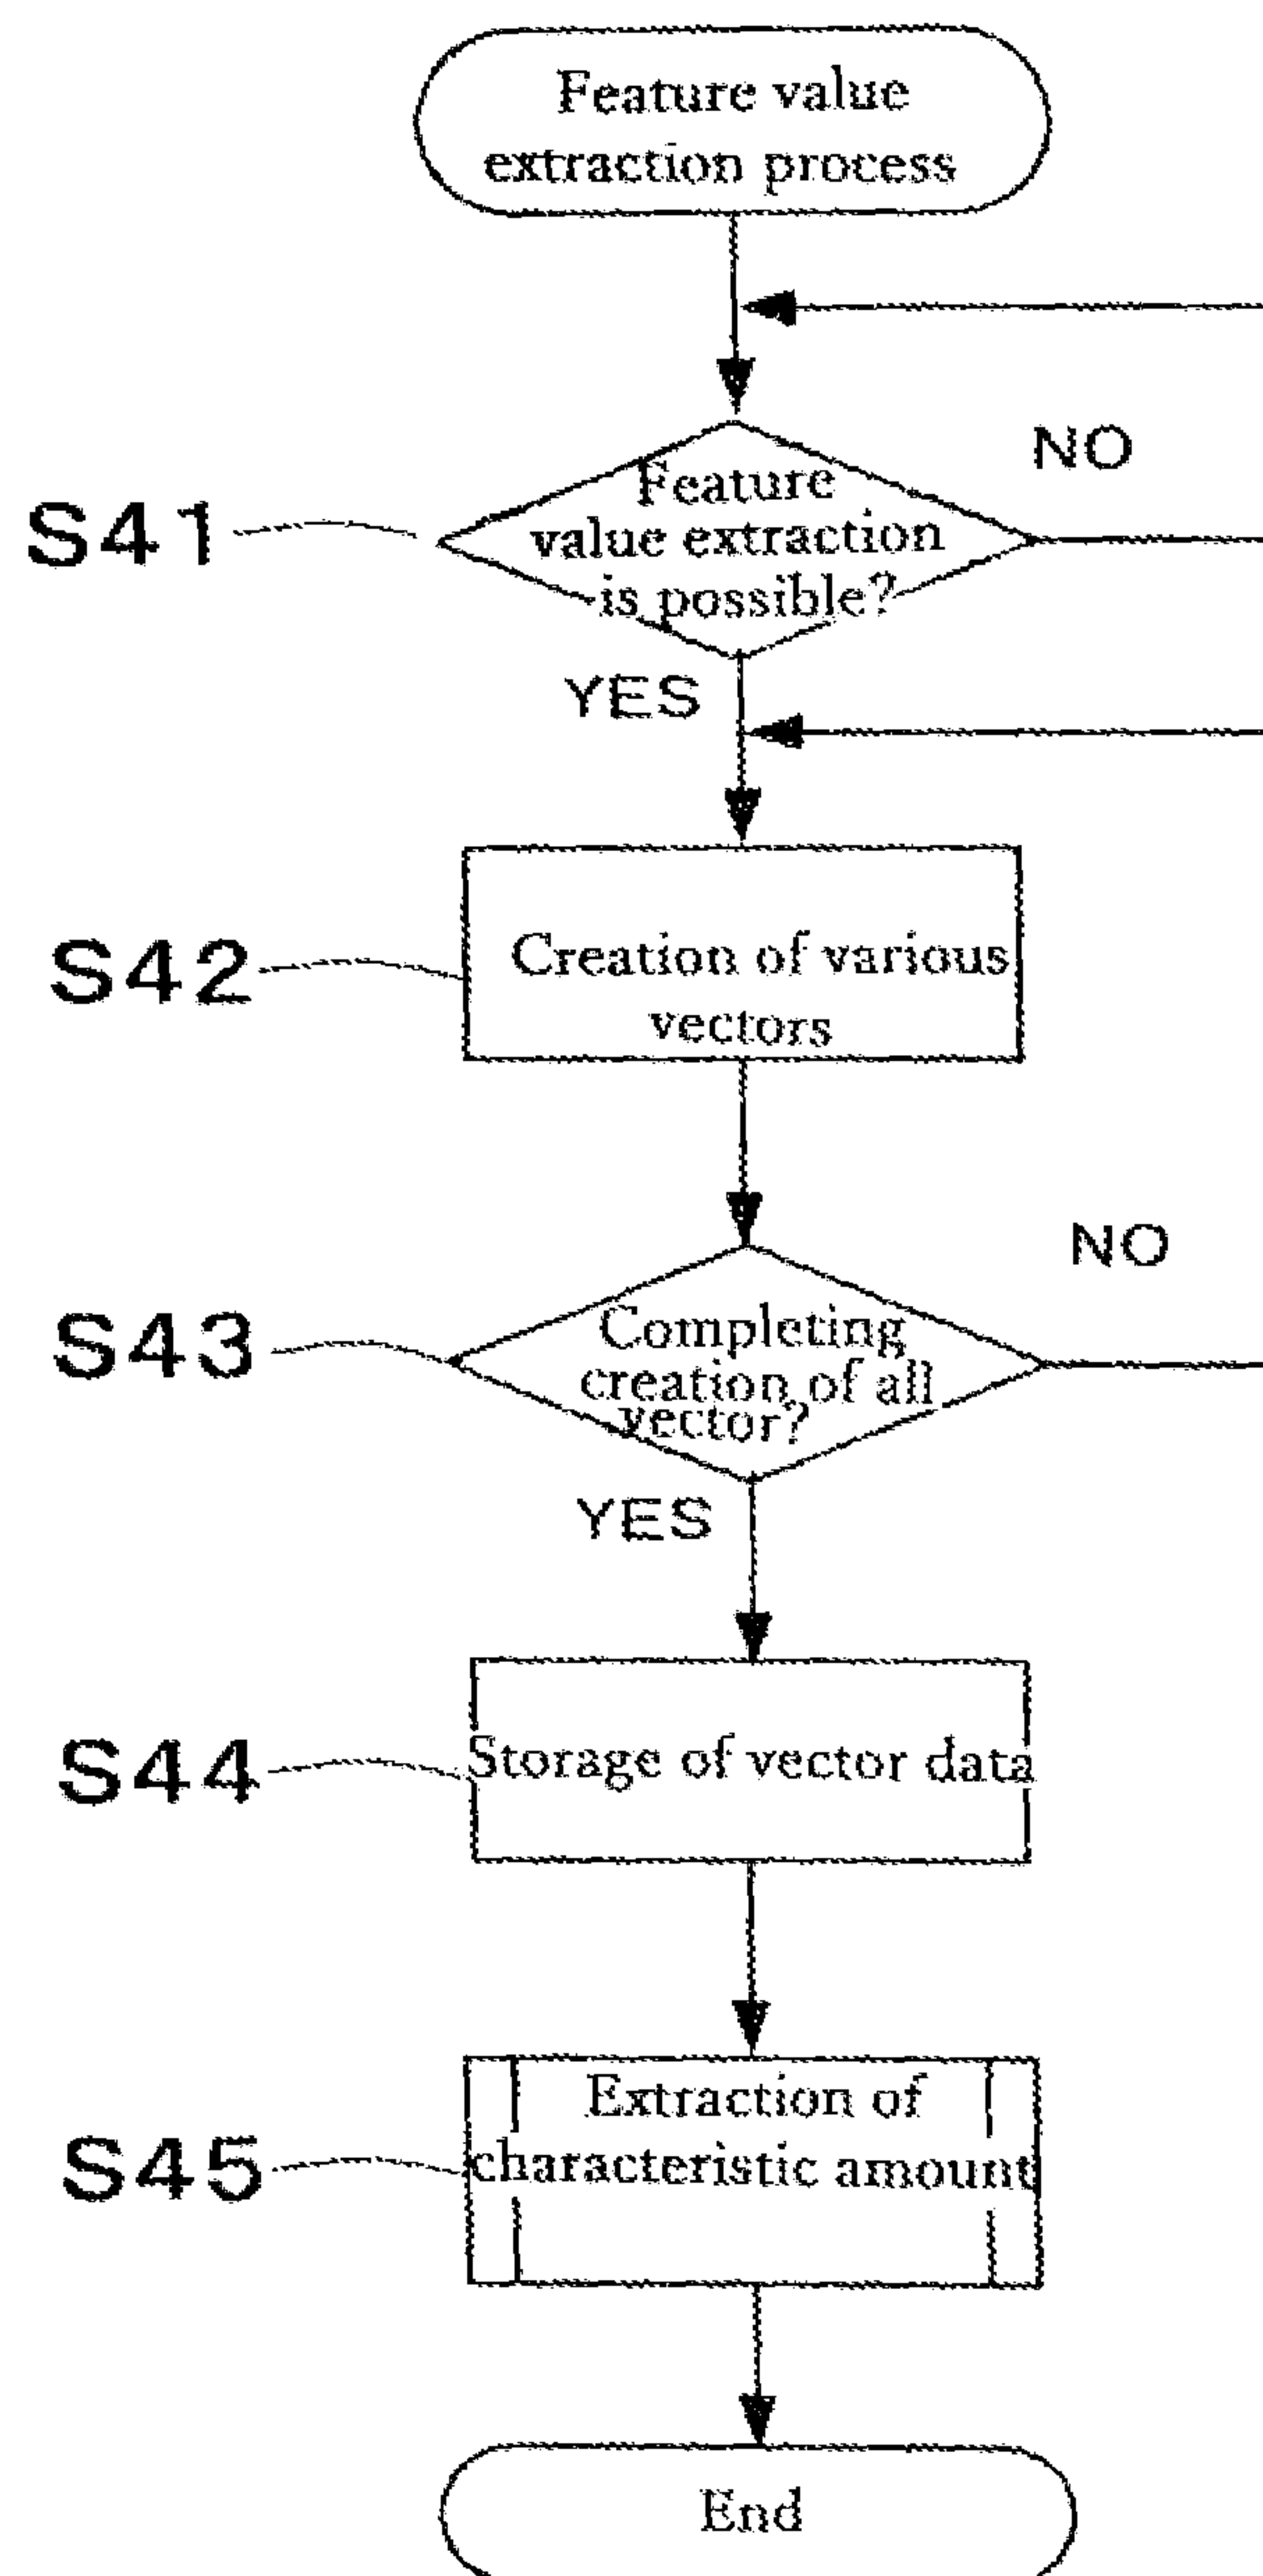 Feature value
extraction process
NO
S41
Feature
value extraction
is possible?
YES
S42
Creation of various
vectors
NO
S43
Completing
creation of all
vector?
YES
S44
Storage of vector data
S45
Extraction of
characteristic amount
End